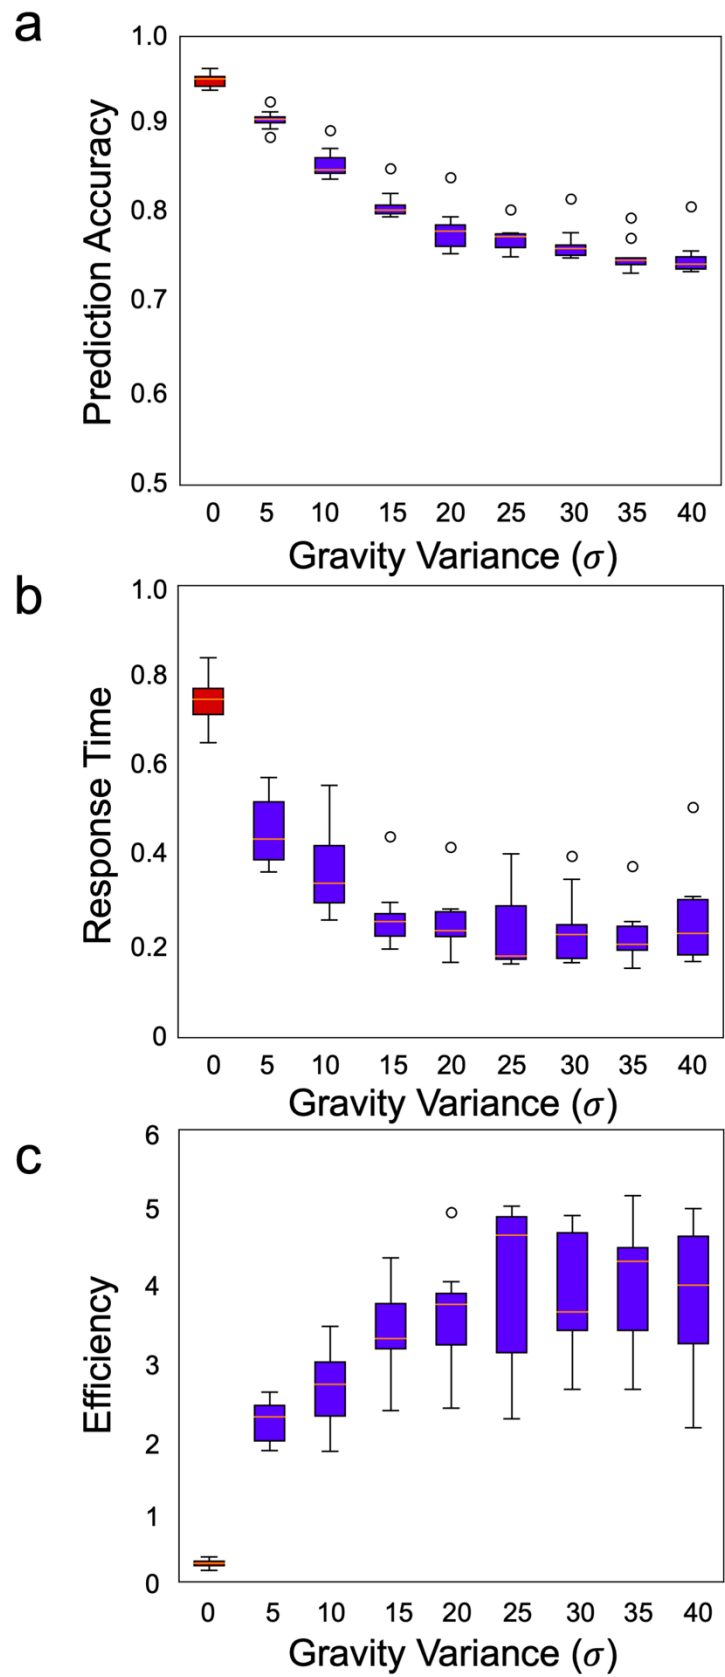 a
Prediction Accuracy
1.0
0.9
0.8
0.7
0.6
0.5
0 5 10 15 20 25 30 35 40
Gravity Variance (σ)
b
Response Time
1.0
0.8
0.6
0.4
0.2
0
0 5 10 15 20 25 30 35 40
Gravity Variance (σ)
c
Efficiency
6
5
4
3
2
1
0
0 5 10 15 20 25 30 35 40
Gravity Variance (σ)